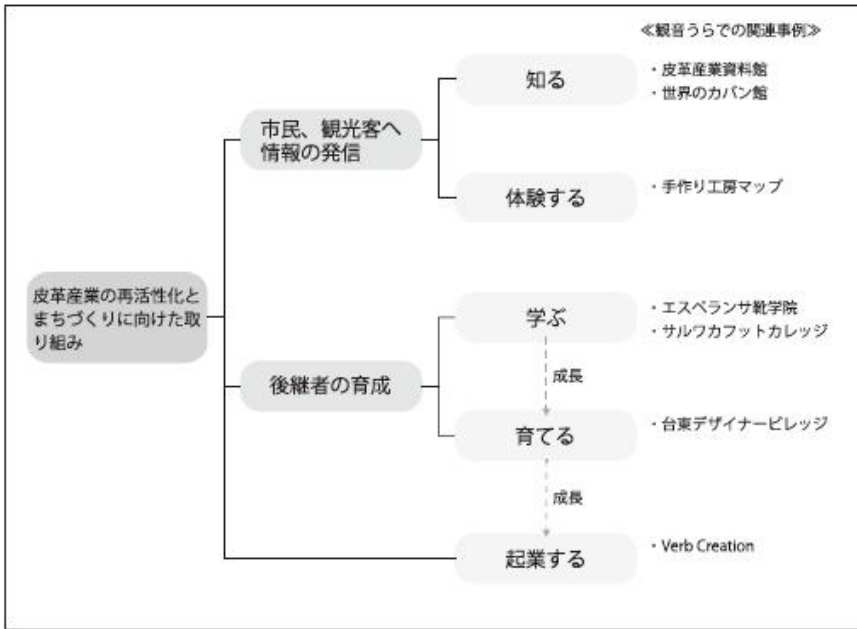 ≪観音うらでの関連事例≫
知る
・皮革産業資料館
・世界のカバン館
市民、観光客へ
情報の発信
体験する
・手作り工房マップ
皮革産業の再活性化と
まちづくりに向けた取
り組み
学ぶ
・エスペランサ靴学院
・サルワカフットカレッジ
成長
後継者の育成
育てる
・台東デザイナービレッジ
成長
起業する
・Verb Creation